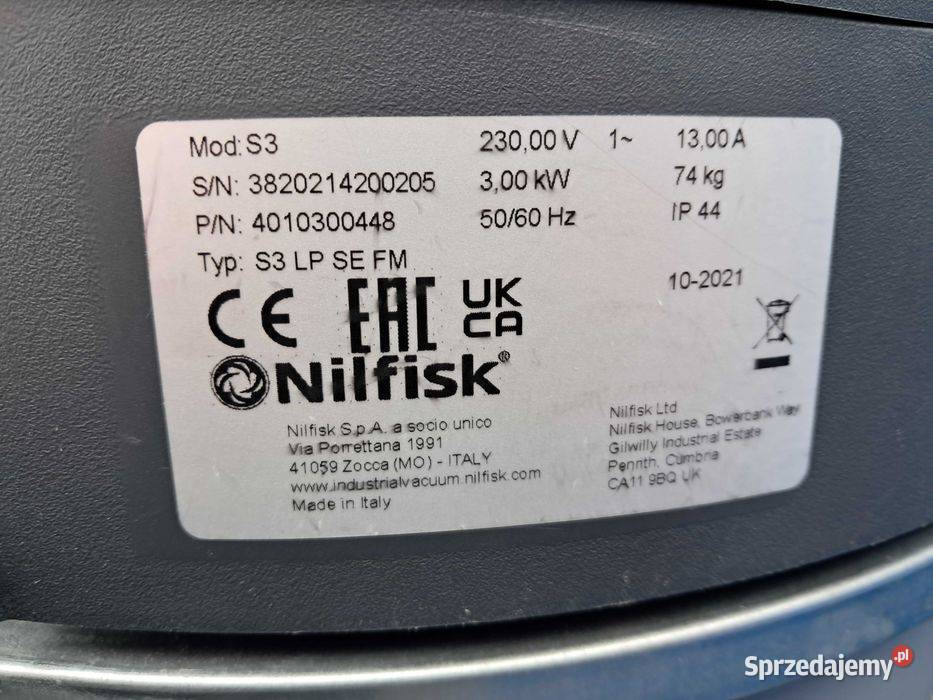 Mod: S3 230,00 V 1~ 13,00 A
S/N: 3820214200205 3,00 kW 74 kg
P/N: 4010300448 50/60 Hz IP 44
Typ: S3 LP SE FM
10-2021
CE EAC UK
CA
Nilfisk®
Nilfisk S.p.A. a socio unico
Via Porrettana 1991
41059 Zocca (MO) - ITALY
www.industrialvacuum.nilfisk.com
Made in Italy
Nilfisk Ltd
Nilfisk House, Bowerbank Way
Gilwilly Industrial Estate
Penrith, Cumbria
CA11 9BQ UK
Sprzedajemy.pl